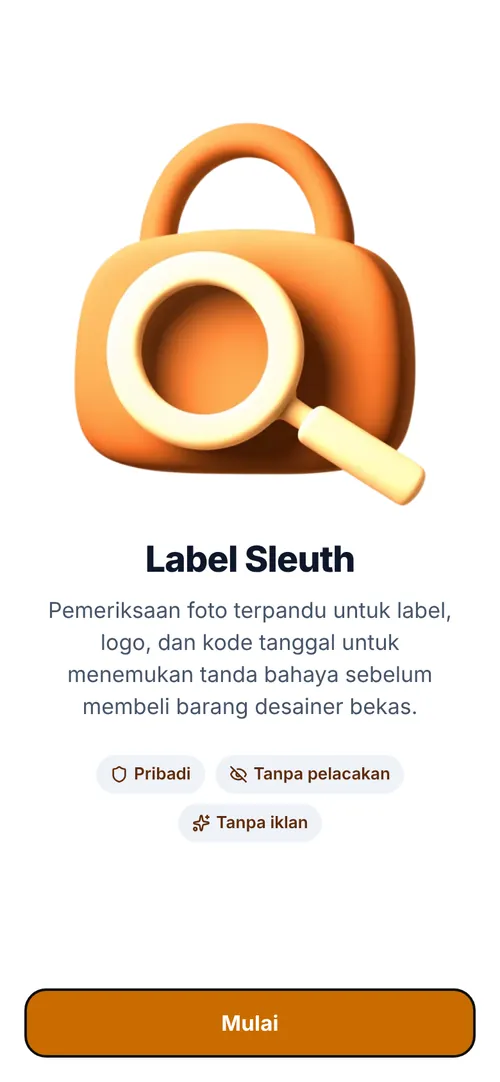 Label Sleuth
Pemeriksaan foto terpandu untuk label,
logo, dan kode tanggal untuk
menemukan tanda bahaya sebelum
membeli barang desainer bekas.
Pribadi
Tanpa pelacakan
Tanpa iklan
Mulai